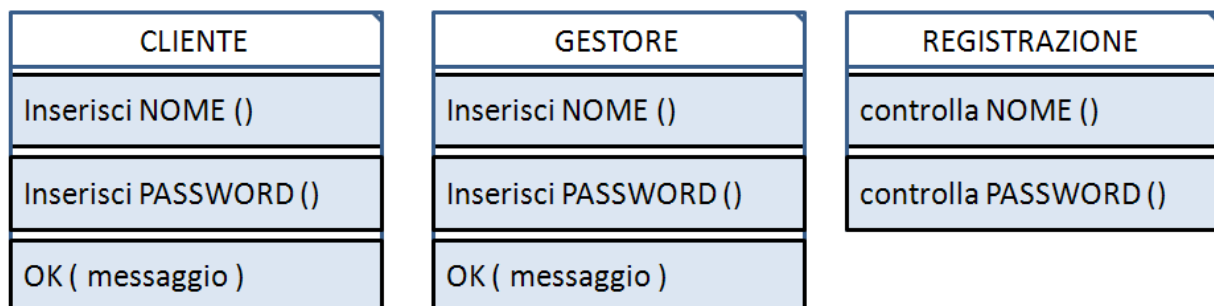 CLIENTE
Inserisci NOME ()
Inserisci PASSWORD ()
OK ( messaggio )
GESTORE
Inserisci NOME ()
Inserisci PASSWORD ()
OK ( messaggio )
REGISTRAZIONE
controlla NOME ()
controlla PASSWORD ()